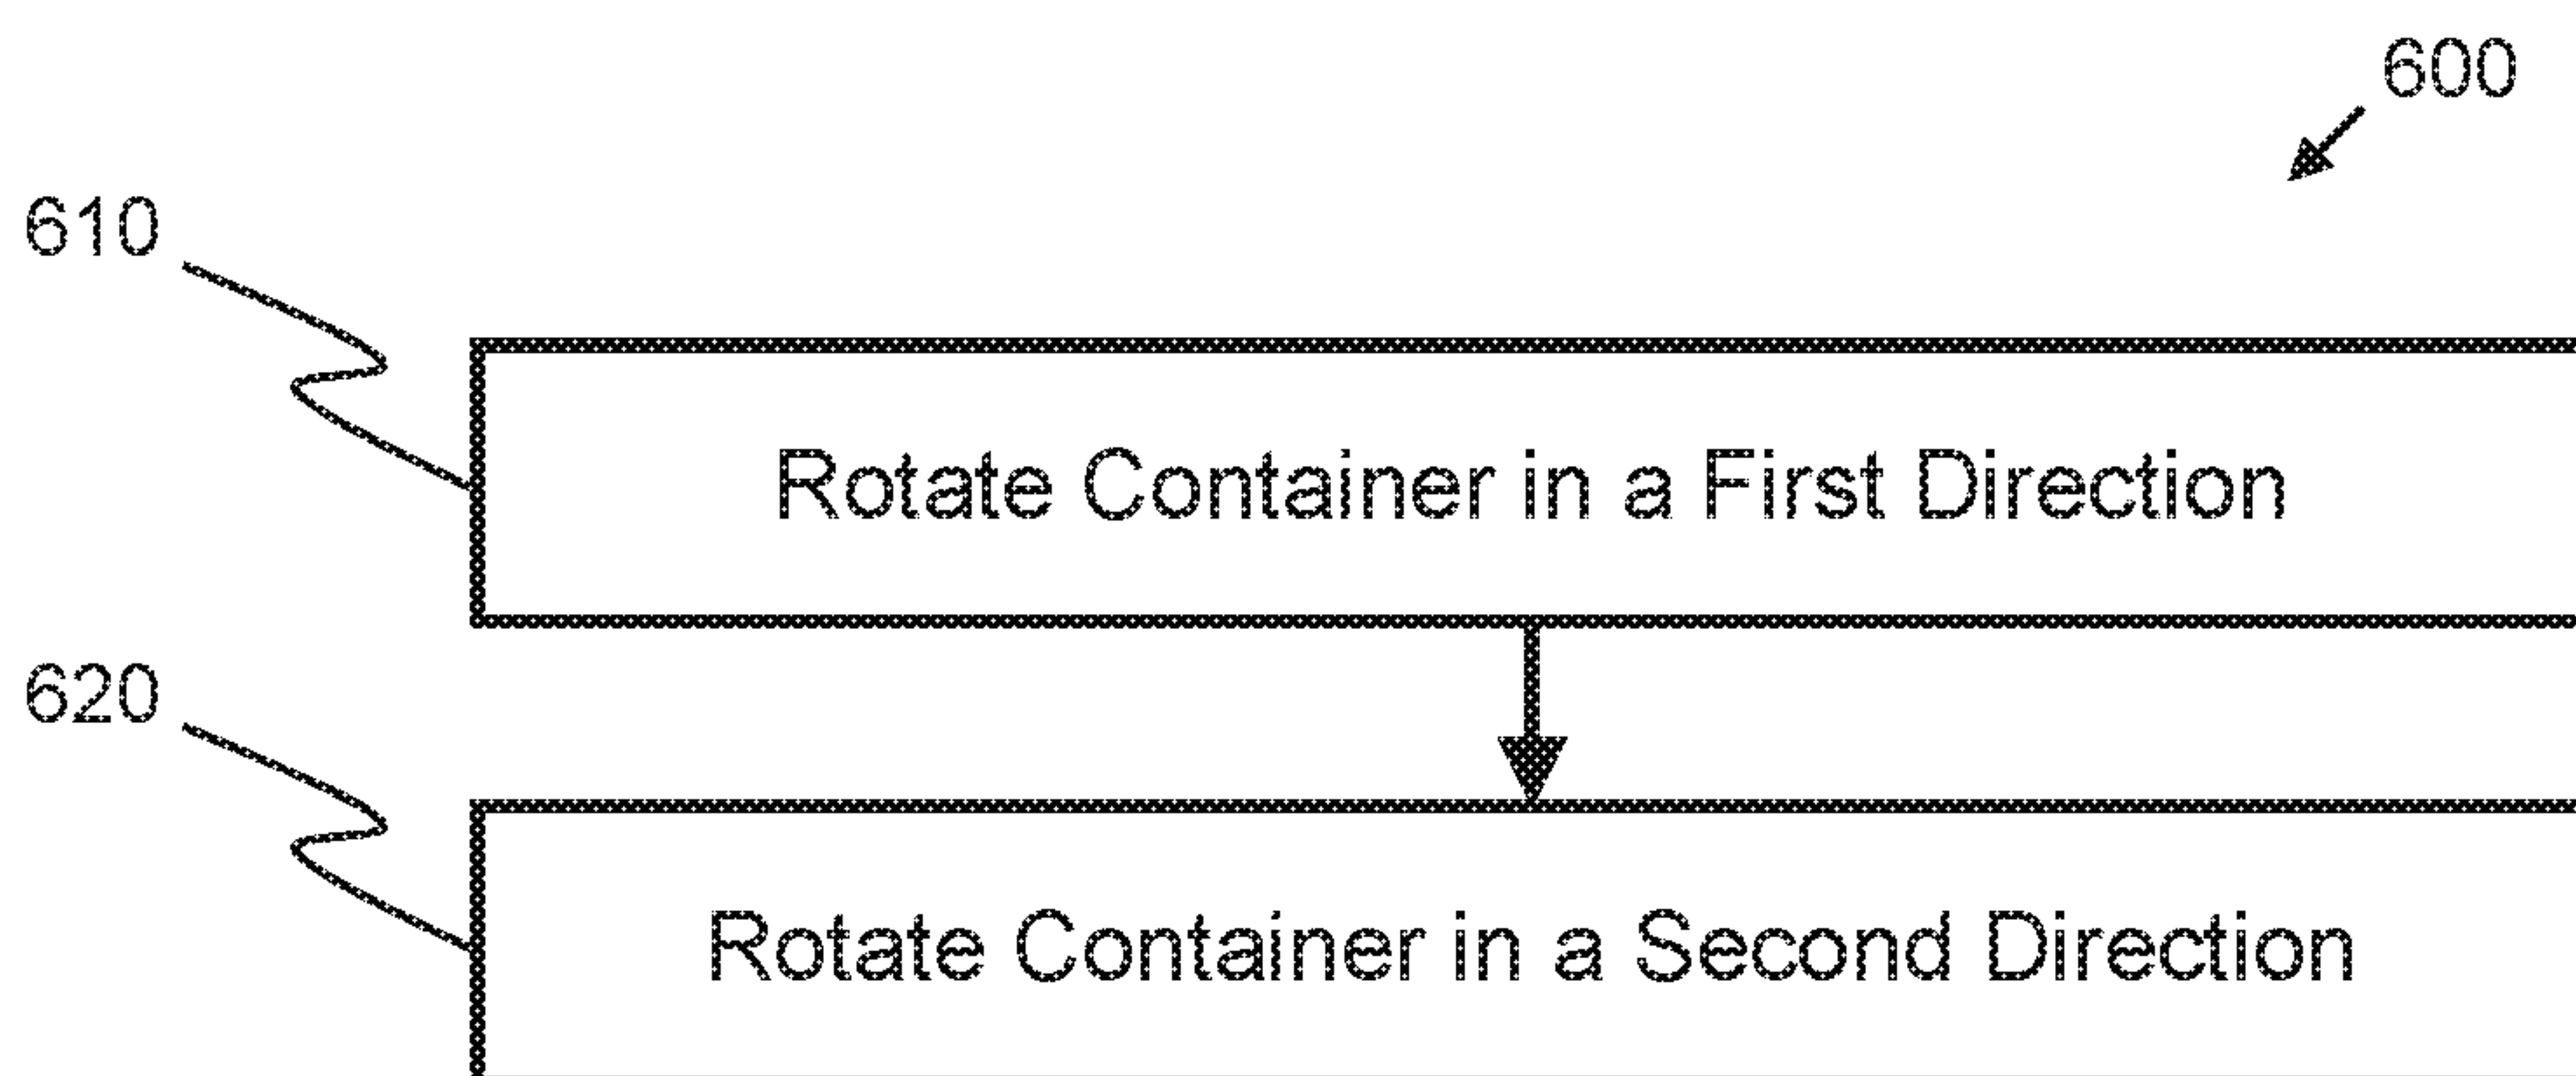 600
610
Rotate Container in a First Direction
620
Rotate Container in a Second Direction